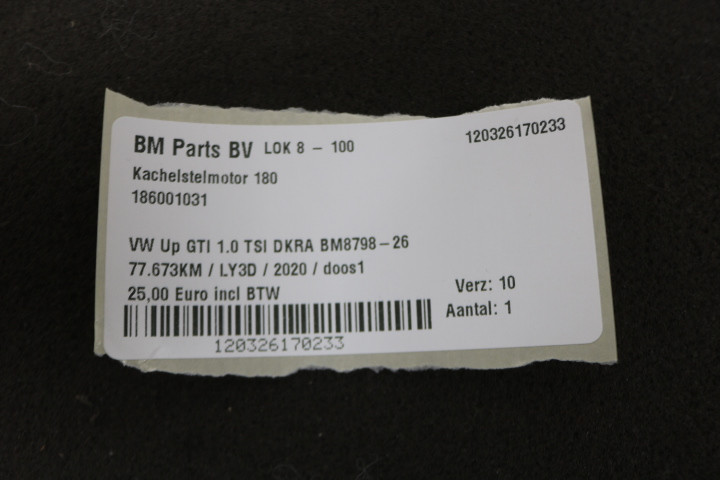 BM Parts BV LOK 8 - 100
120326170233
Kachelstelmotor 180
186001031
VW Up GTI 1.0 TSI DKRA BM8798-26
77.673KM / LY3D / 2020 / doos1
25,00 Euro incl BTW
Verz: 10
Aantal: 1
120326170233